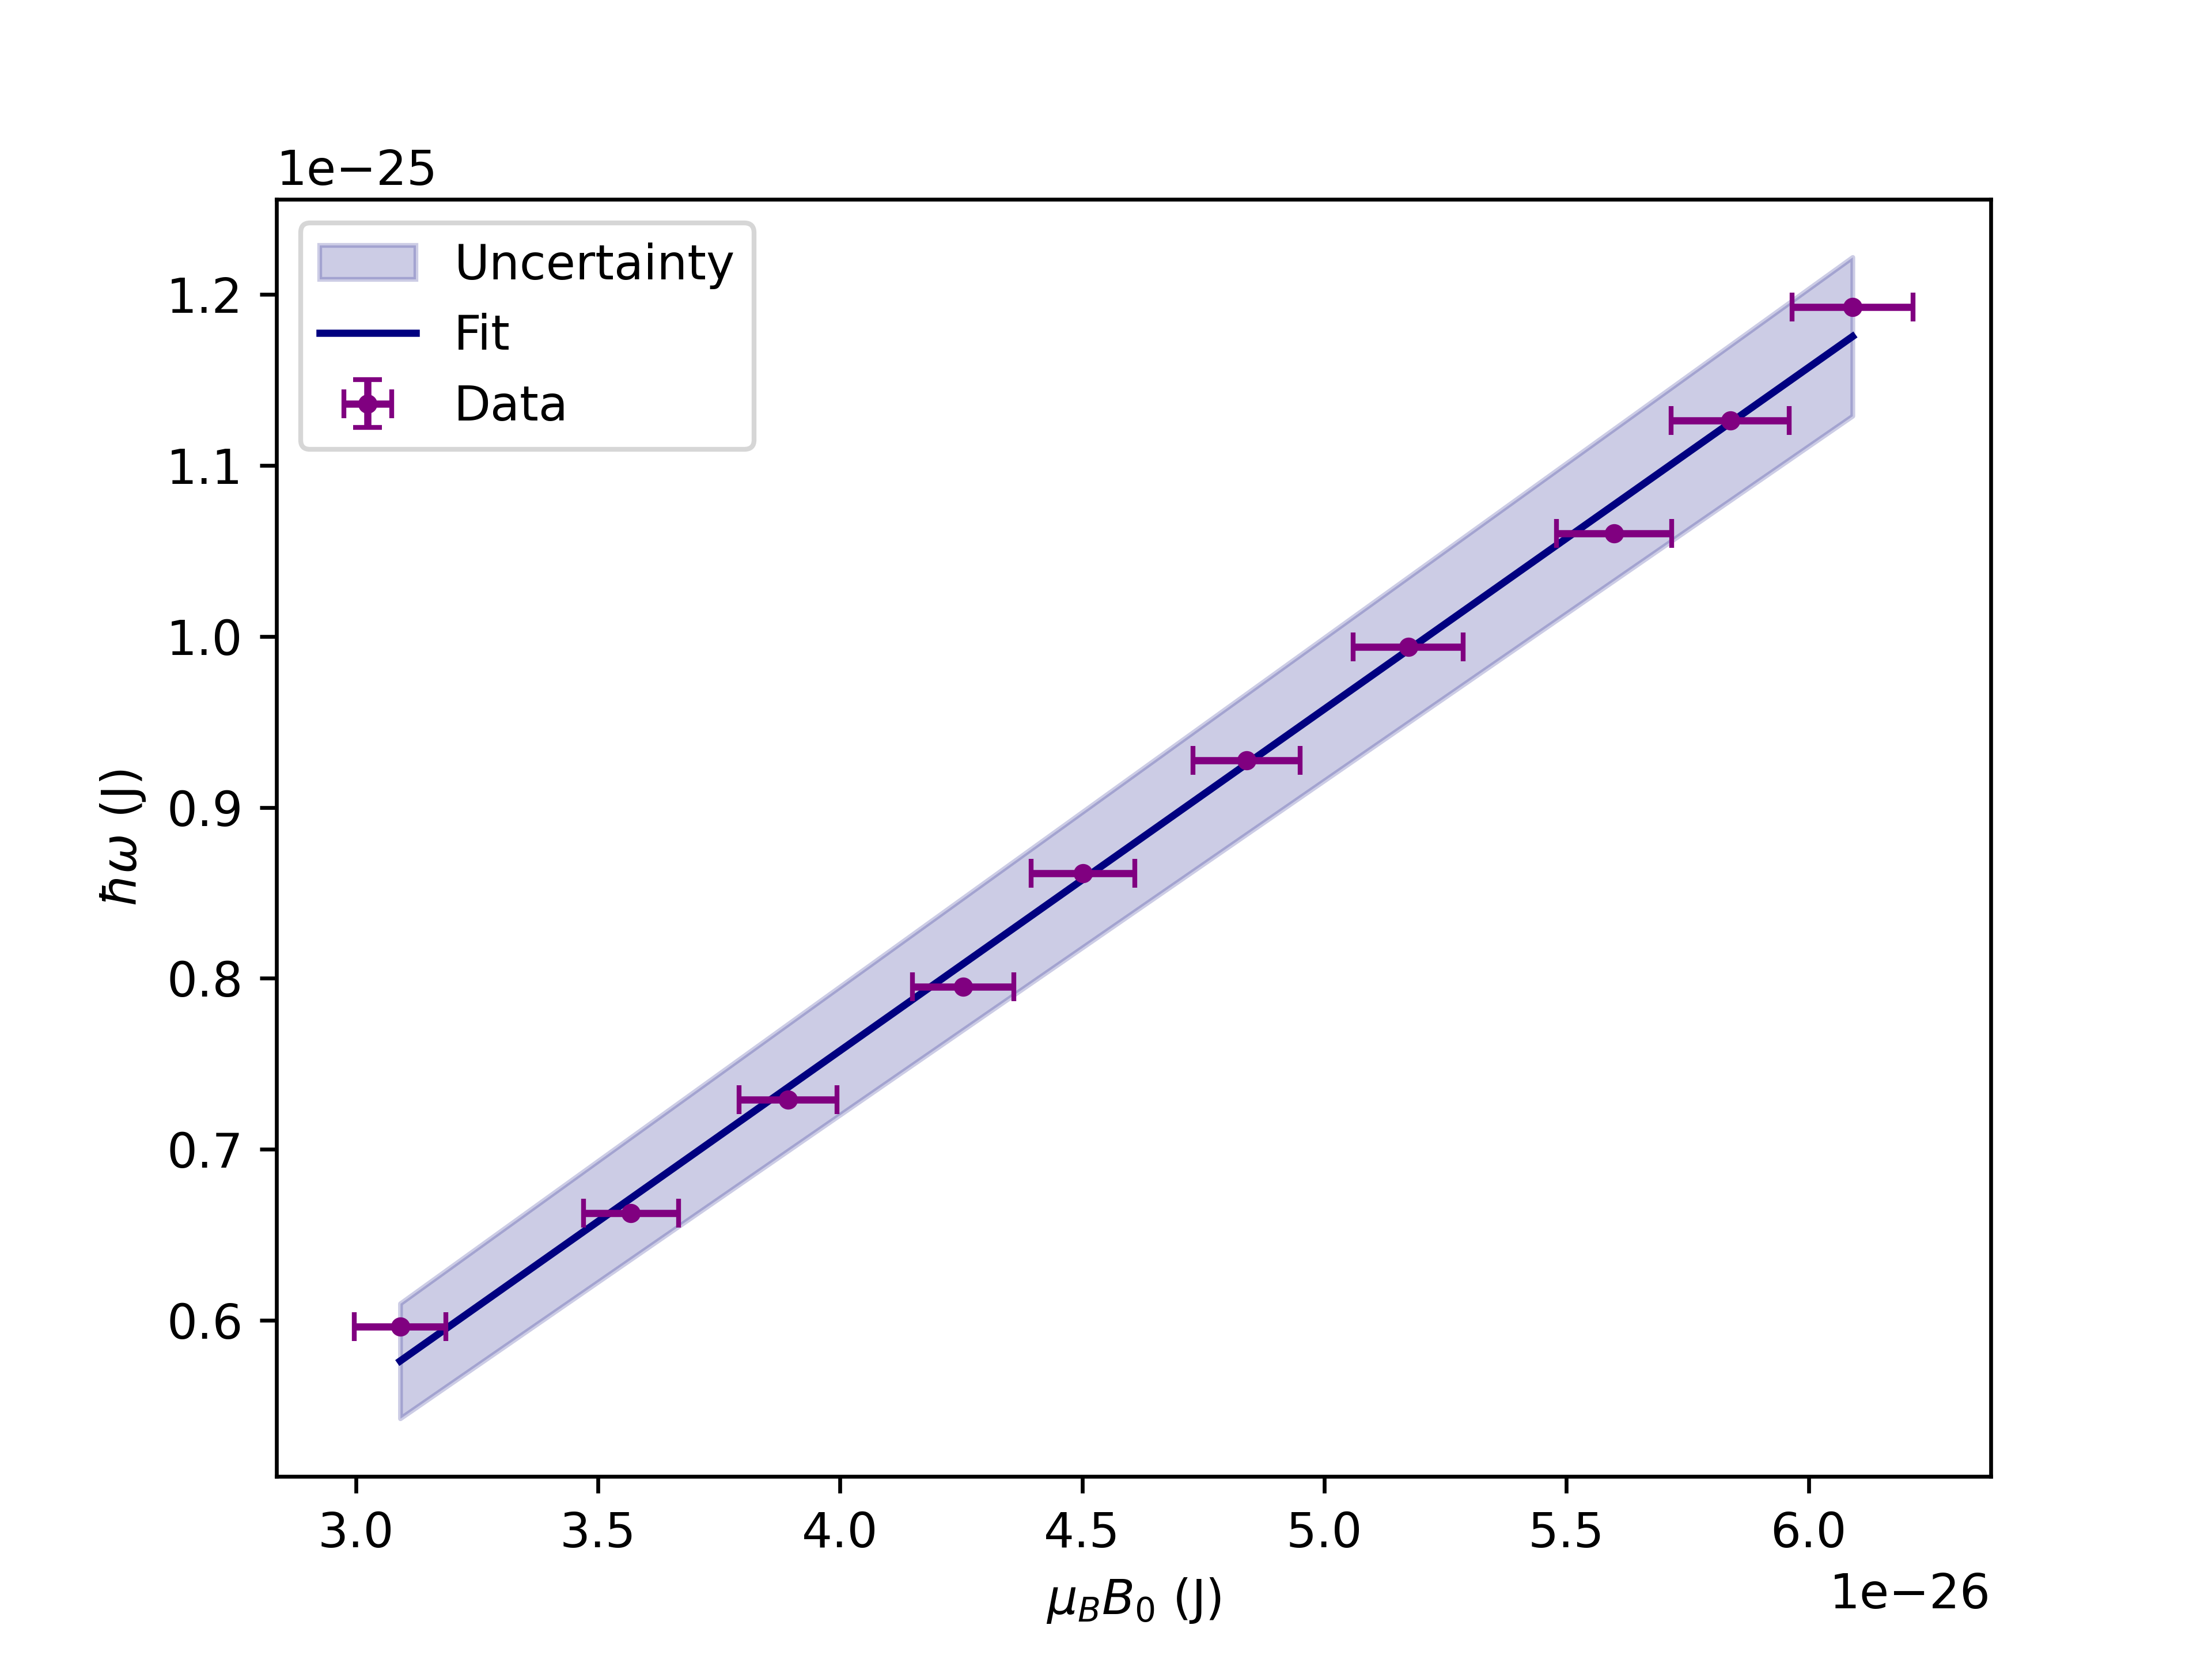 1e−25
Uncertainty
Fit
Data
1.2
1.1
1.0
0.9
0.8
0.7
0.6
ℏω (J)
3.0 3.5 4.0 4.5 5.0 5.5 6.0
1e−26
μ_B B_0 (J)